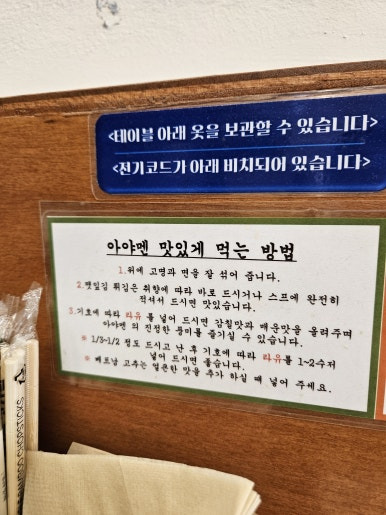 <테이블 아래 옷을 보관할 수 있습니다>
<전기코드가 아래 비치되어 있습니다>
아야멘 맛있게 먹는 방법
1.위에 고명과 면을 잘 섞어 줍니다.
2.깻잎김 튀김은 취향에 따라 바로 드시거나 스프에 완전히
적셔서 드시면 맛있습니다.
3.기호에 따라 라유 를 넣어 드시면 감칠맛과 매운맛을 올려주며
아야멘 의 진정한 풍미를 즐기실 수 있습니다.
※ 1/3~1/2 정도 드시고 난 후 기호에 따라 라유를 1~2수저
넣어 드시면 좋습니다.
※ 베트남 고추는 얼큰한 맛을 추가 하실 때 넣어 주세요.
BAMBOO CHOPSTICKS